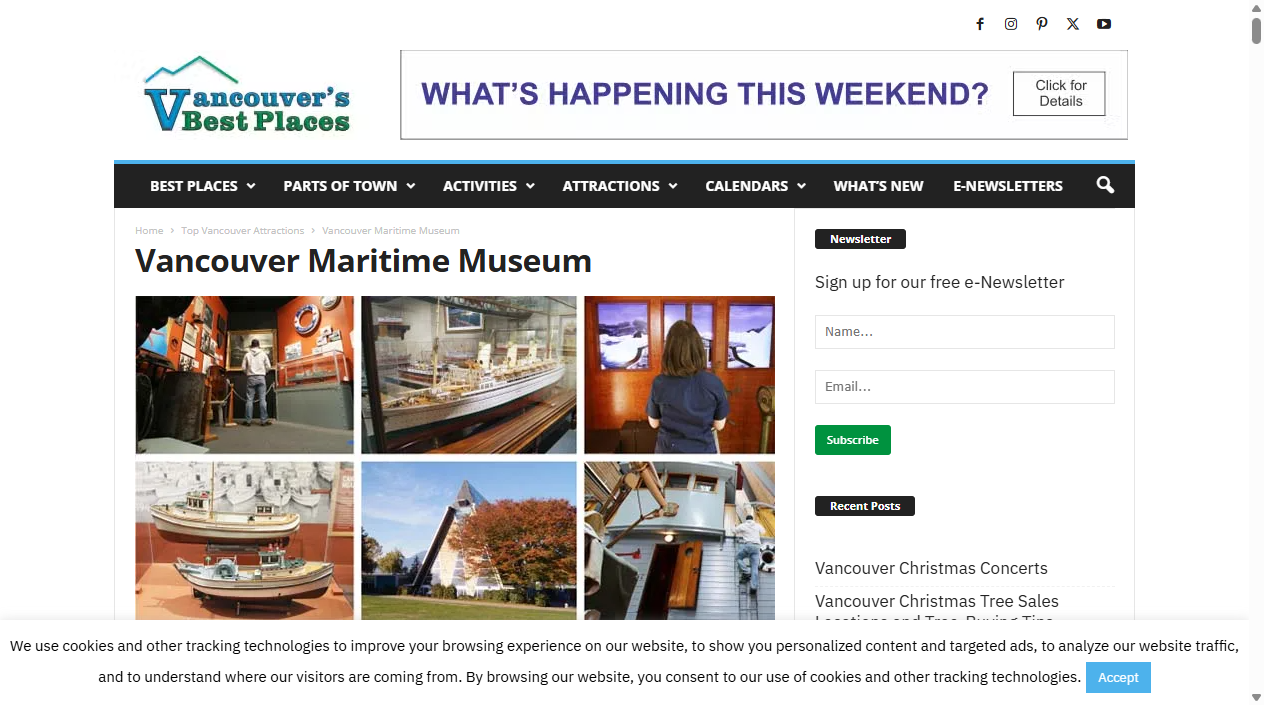 Vancouver's
Best Places
WHAT'S HAPPENING THIS WEEKEND?
Click for
Details
BEST PLACES
PARTS OF TOWN
ACTIVITIES
ATTRACTIONS
CALENDARS
WHAT'S NEW
E-NEWSLETTERS
Home › Top Vancouver Attractions › Vancouver Maritime Museum
Vancouver Maritime Museum
Newsletter
Sign up for our free e-Newsletter
Name...
Email...
Subscribe
Recent Posts
Vancouver Christmas Concerts
Vancouver Christmas Tree Sales
Locations and Tree-Buying Tips
We use cookies and other tracking technologies to improve your browsing experience on our website, to show you personalized content and targeted ads, to analyze our website traffic,
and to understand where our visitors are coming from. By browsing our website, you consent to our use of cookies and other tracking technologies. Accept